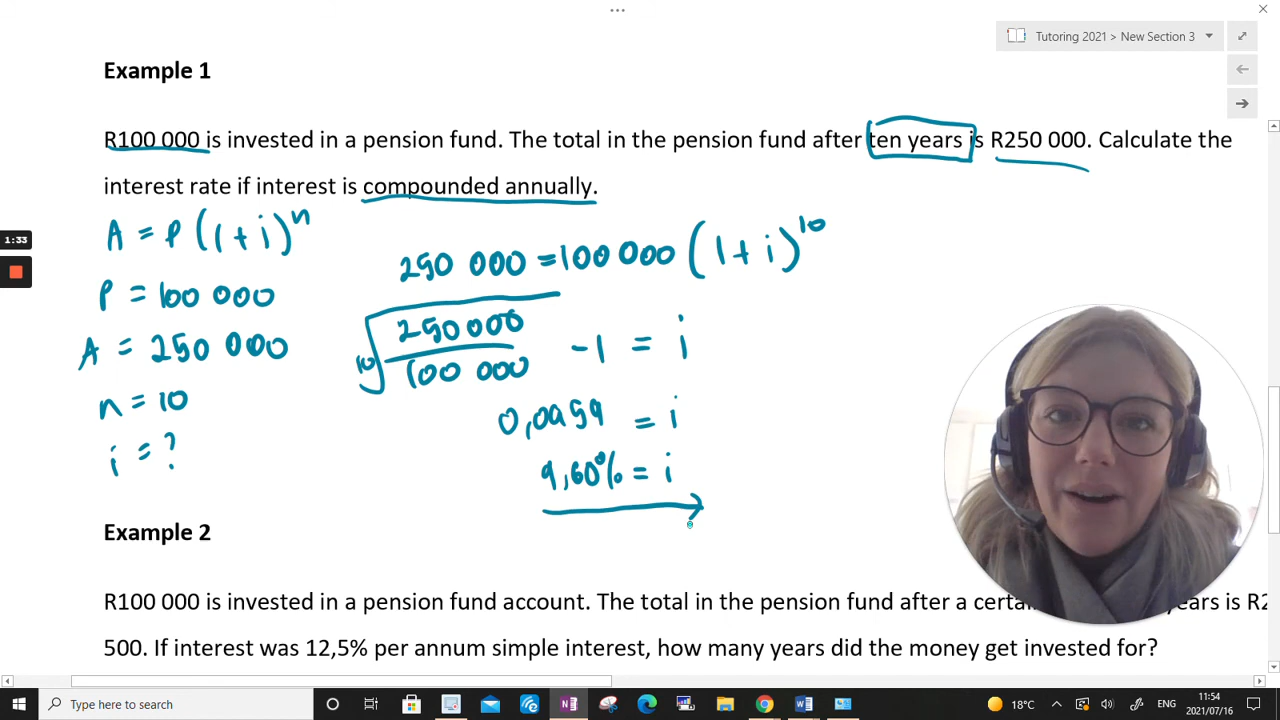 Tutoring 2021 > New Section 3
Example 1
R100 000 is invested in a pension fund. The total in the pension fund after ten years is R250 000. Calculate the
interest rate if interest is compounded annually.
A = P (1 + i)^n
P = 100 000
A = 250 000
n = 10
i = ?
250 000 = 100 000 (1 + i)^10
10√ 250 000
100 000
- 1 = i
0,0959 = i
9,60% = i
1:33
Example 2
R100 000 is invested in a pension fund account. The total in the pension fund after a certain years is R2
500. If interest was 12,5% per annum simple interest, how many years did the money get invested for?
Type here to search
18°C
ENG
11:54
2021/07/16